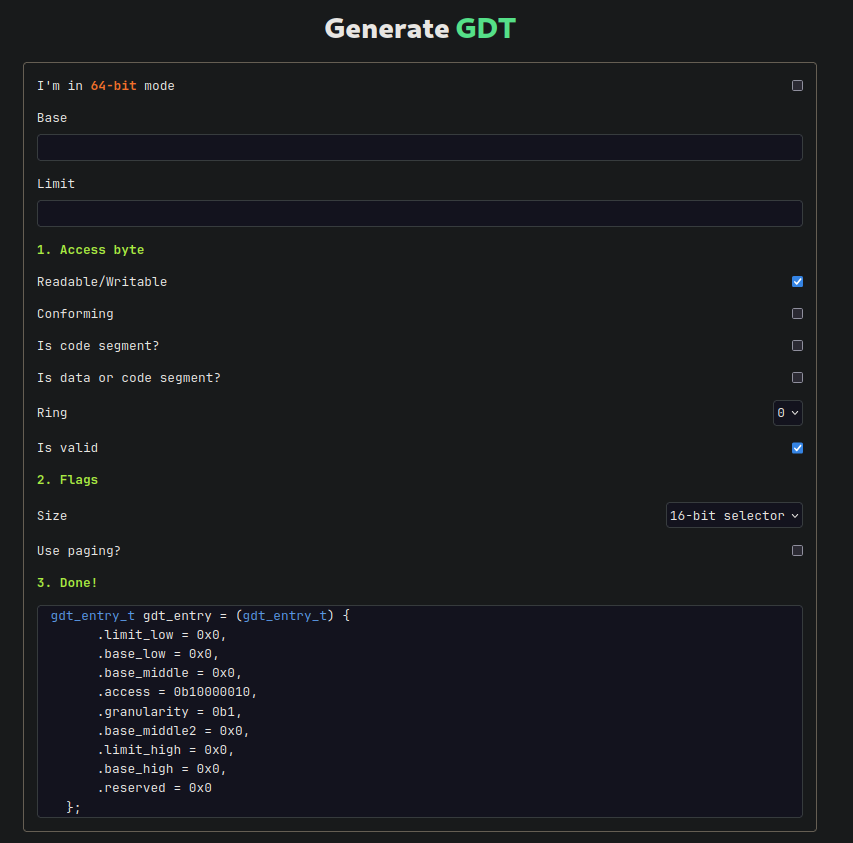 Generate GDT
I'm in 64-bit mode
Base
Limit
1. Access byte
Readable/Writable
Conforming
Is code segment?
Is data or code segment?
Ring
0
Is valid
2. Flags
Size
16-bit selector
Use paging?
3. Done!
gdt_entry_t gdt_entry = (gdt_entry_t) {
.limit_low = 0x0,
.base_low = 0x0,
.base_middle = 0x0,
.access = 0b10000010,
.granularity = 0b1,
.base_middle2 = 0x0,
.limit_high = 0x0,
.base_high = 0x0,
.reserved = 0x0
};